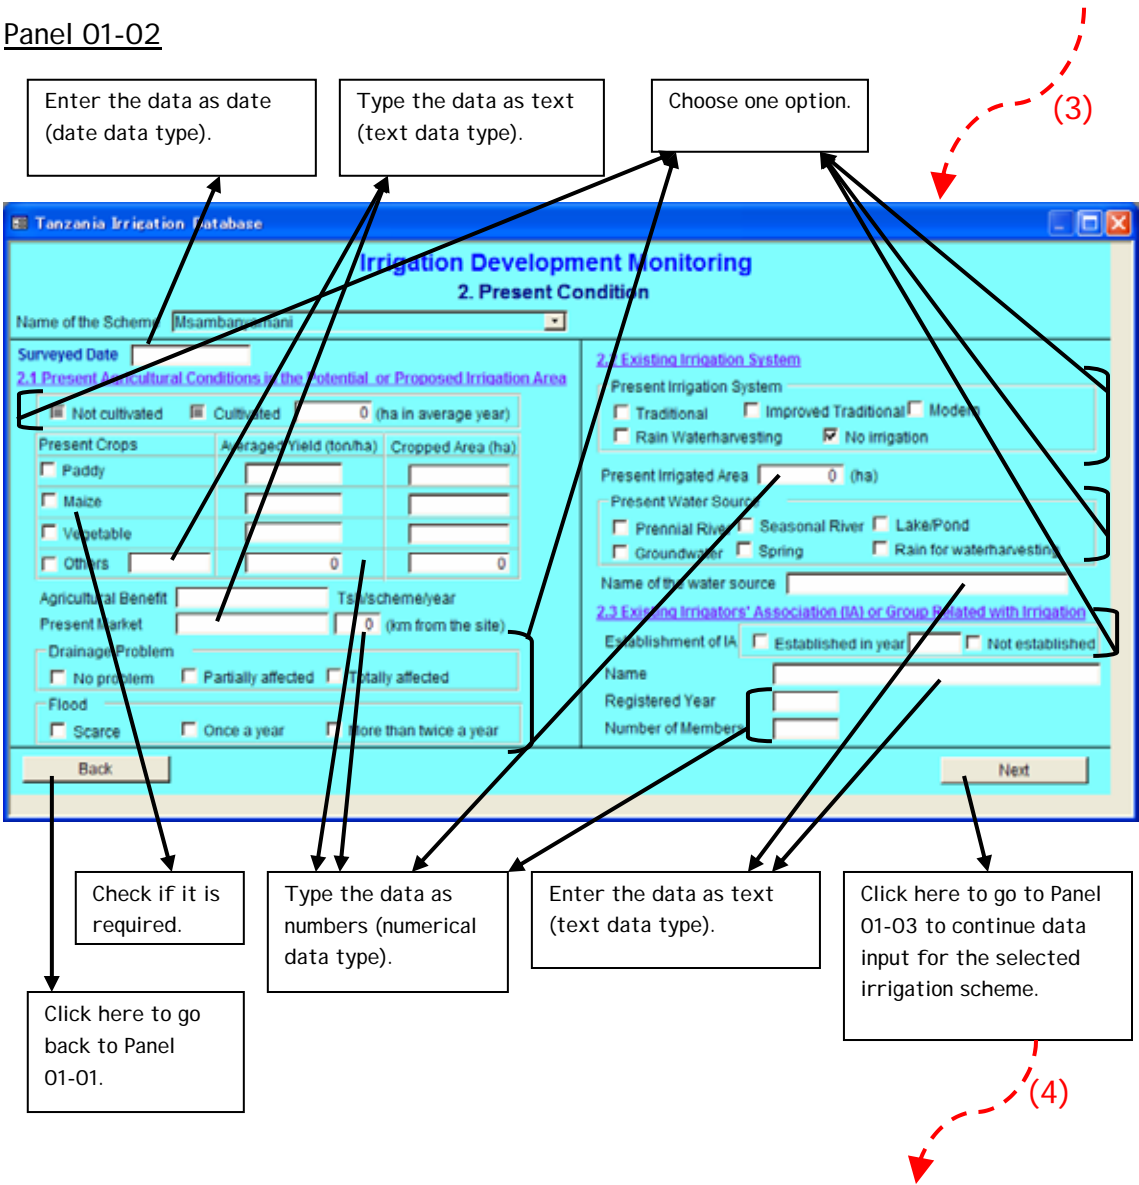 Panel 01-02
(3)
Enter the data as date
(date data type).
Type the data as text
(text data type).
Choose one option.
Tanzania Irrigation Database
Irrigation Development Monitoring
2. Present Condition
Name of the Scheme Msambanyamani
Surveyed Date
2.1 Present Agricultural Conditions in the Potential or Proposed Irrigation Area
Not cultivated Cultivated 0 (ha in average year)
Present Crops Averaged Yield (ton/ha) Cropped Area (ha)
Paddy
Maize
Vegetable
Others 0 0
Agricultural Benefit Tsh/scheme/year
Present Market 0 (km from the site)
Drainage Problem
No problem Partially affected Totally affected
Flood
Scarce Once a year More than twice a year
2.2 Existing Irrigation System
Present Irrigation System
Traditional Improved Traditional Modern
Rain Waterharvesting No irrigation
Present Irrigated Area 0 (ha)
Present Water Source
Prennial River Seasonal River Lake/Pond
Groundwater Spring Rain for waterharvesting
Name of the water source
2.3 Existing Irrigators' Association (IA) or Group Related with Irrigation
Establishment of IA Established in year Not established
Name
Registered Year
Number of Members
Back
Next
Check if it is
required.
Type the data as
numbers (numerical
data type).
Enter the data as text
(text data type).
Click here to go to Panel
01-03 to continue data
input for the selected
irrigation scheme.
Click here to go
back to Panel
01-01.
(4)